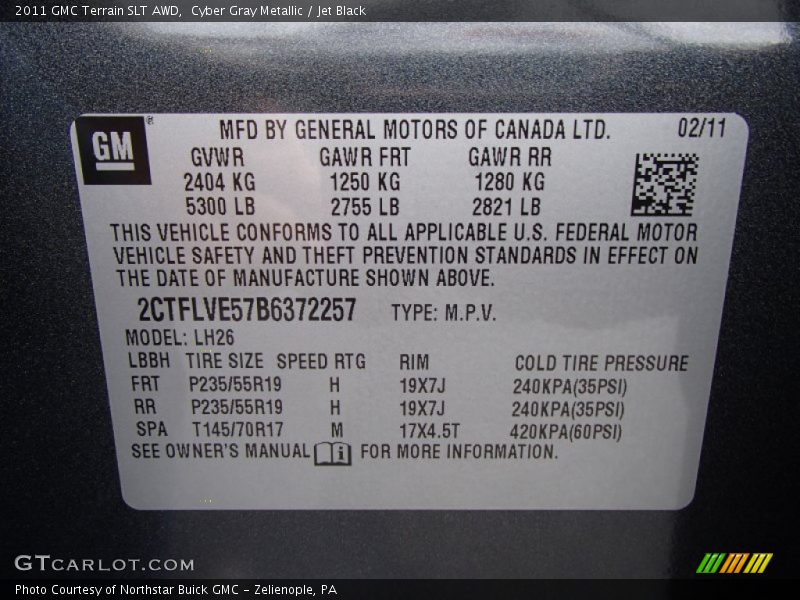 2011 GMC Terrain SLT AWD, Cyber Gray Metallic / Jet Black
GM®
MFD BY GENERAL MOTORS OF CANADA LTD. 02/11
GVWR GAWR FRT GAWR RR
2404 KG 1250 KG 1280 KG
5300 LB 2755 LB 2821 LB
THIS VEHICLE CONFORMS TO ALL APPLICABLE U.S. FEDERAL MOTOR
VEHICLE SAFETY AND THEFT PREVENTION STANDARDS IN EFFECT ON
THE DATE OF MANUFACTURE SHOWN ABOVE.
2CTFLVE57B6372257 TYPE: M.P.V.
MODEL: LH26
LBBH TIRE SIZE SPEED RTG RIM COLD TIRE PRESSURE
FRT P235/55R19 H 19X7J 240KPA(35PSI)
RR P235/55R19 H 19X7J 240KPA(35PSI)
SPA T145/70R17 M 17X4.5T 420KPA(60PSI)
SEE OWNER'S MANUAL i FOR MORE INFORMATION.
GTCARLOT.COM
Photo Courtesy of Northstar Buick GMC - Zelienople, PA